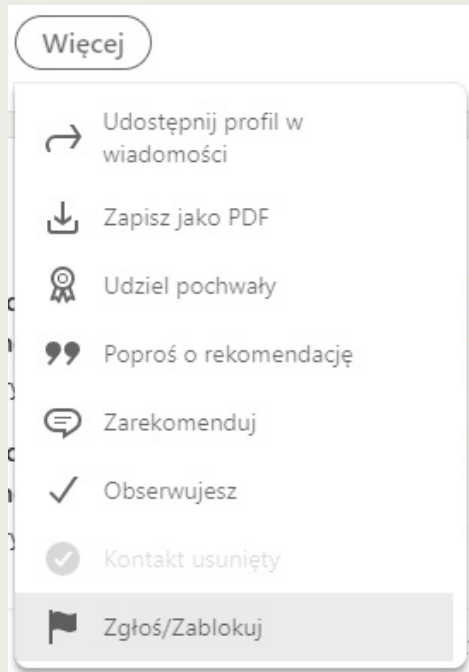 Więcej
Udostępnij profil w
wiadomości
Zapisz jako PDF
Udziel pochwały
Poproś o rekomendację
Zarekomenduj
Obserwujesz
Kontakt usunięty
Zgłoś/Zablokuj